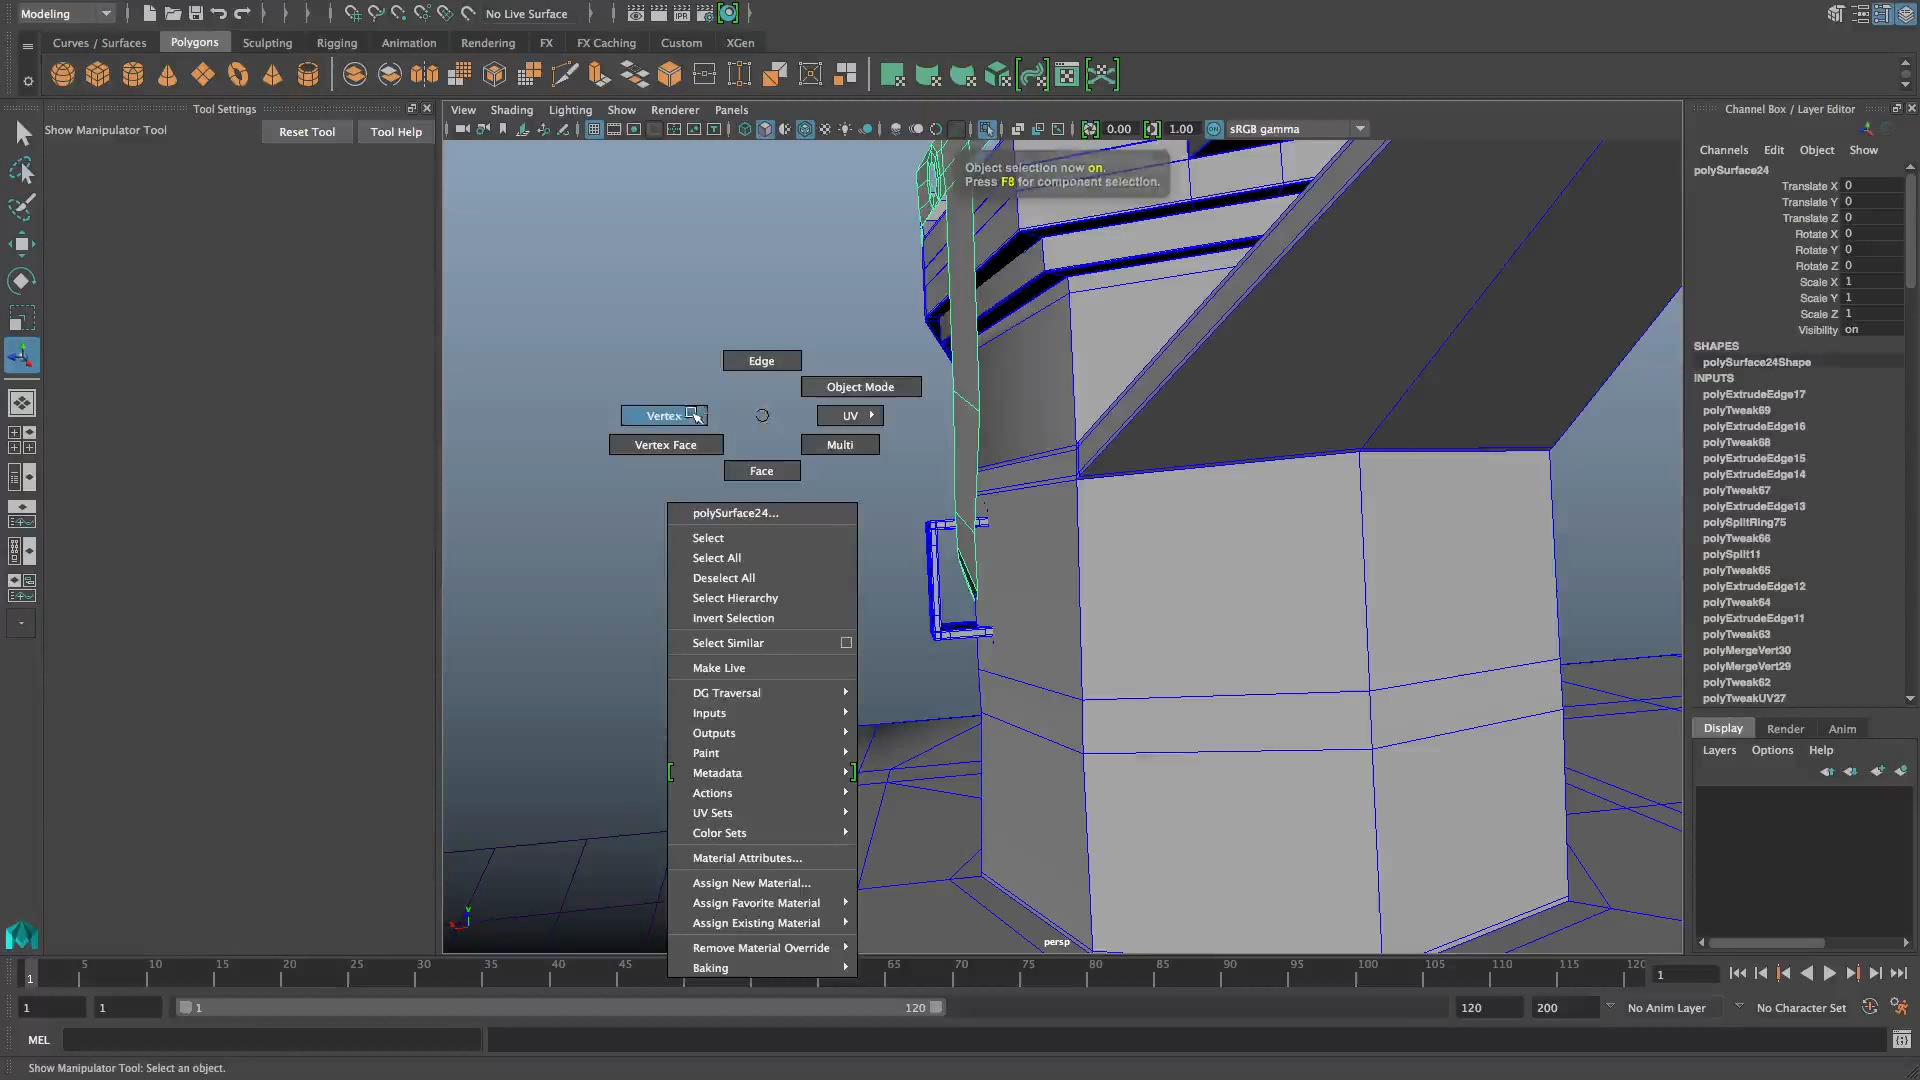 Modeling
No Live Surface
Curves / Surfaces
Polygons
Sculpting
Rigging
Animation
Rendering
FX
FX Caching
Custom
XGen
Tool Settings
Show Manipulator Tool
Reset Tool
Tool Help
View
Shading
Lighting
Show
Renderer
Panels
0.00
1.00
sRGB gamma
Object selection now on.
Press F8 for component selection.
Edge
Object Mode
Vertex
UV
Vertex Face
Multi
Face
polySurface24...
Select
Select All
Deselect All
Select Hierarchy
Invert Selection
Select Similar
Make Live
DG Traversal
Inputs
Outputs
Paint
Metadata
Actions
UV Sets
Color Sets
Material Attributes...
Assign New Material...
Assign Favorite Material
Assign Existing Material
Remove Material Override
Baking
persp
Channel Box / Layer Editor
Channels
Edit
Object
Show
polySurface24
Translate X 0
Translate Y 0
Translate Z 0
Rotate X 0
Rotate Y 0
Rotate Z 0
Scale X 1
Scale Y 1
Scale Z 1
Visibility on
SHAPES
polySurface24Shape
INPUTS
polyExtrudeEdge17
polyTweak69
polyExtrudeEdge16
polyTweak68
polyExtrudeEdge15
polyExtrudeEdge14
polyTweak67
polyExtrudeEdge13
polySplitRing75
polyTweak66
polySplit11
polyTweak65
polyExtrudeEdge12
polyTweak64
polyExtrudeEdge11
polyTweak63
polyMergeVert30
polyMergeVert29
polyTweak62
polyTweakUV27
Display
Render
Anim
Layers
Options
Help
1 5 10 15 20 25 30 35 40 45 65 70 75 80 85 90 95 100 105 110 115 120
1
1
1
1
120
120
200
No Anim Layer
No Character Set
MEL
Show Manipulator Tool: Select an object.